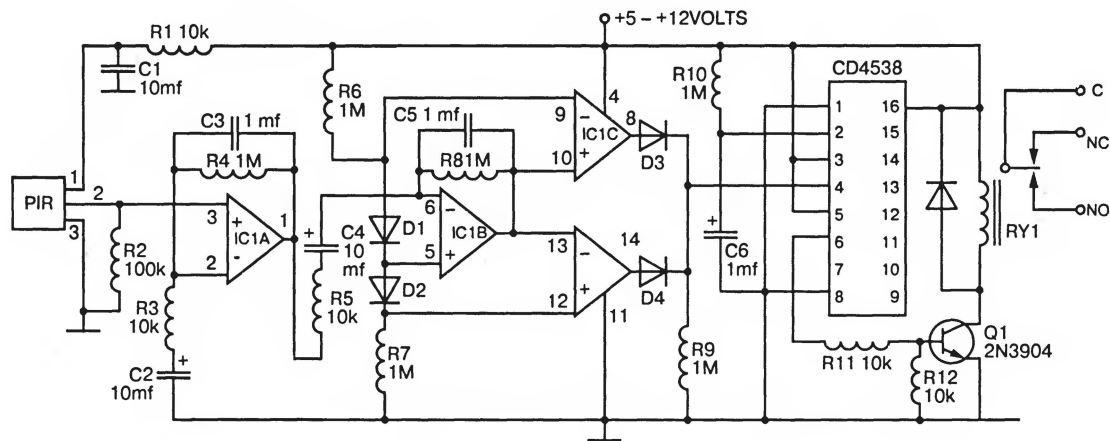 +5 – +12VOLTS
R1 10k
C1
10mf
R6
1M
R10
1M
CD4538
C
NC
NO
C3 1 mf
R4 1M
C5 1 mf
R81M
9
10
4
8
IC1C
D3
1
2
3
4
5
6
7
8
16
15
14
13
12
11
10
9
RY1
PIR
1
2
3
R2
100k
3
2
1
+
-
IC1A
R3
10k
+
C2
10mf
+
C4
10
mf
R5
10k
D1
D2
6
5
–
+
IC1B
–
+
13
12
14
–
+
11
D4
R7
1M
R9
1M
+
C6
1mf
R11 10k
R12
10k
Q1
2N3904